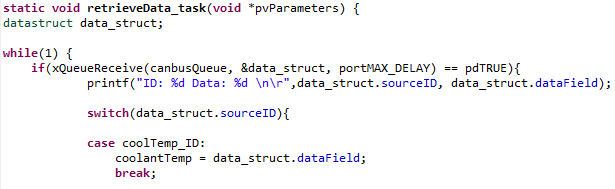 static void retrieveData_task(void *pvParameters) {
datastruct data_struct;
while(1) {
if(xQueueReceive(canbusQueue, &data_struct, portMAX_DELAY) == pdTRUE){
printf("ID: %d Data: %d \n\r",data_struct.sourceID, data_struct.dataField);
switch(data_struct.sourceID){
case coolTemp_ID:
coolantTemp = data_struct.dataField;
break;